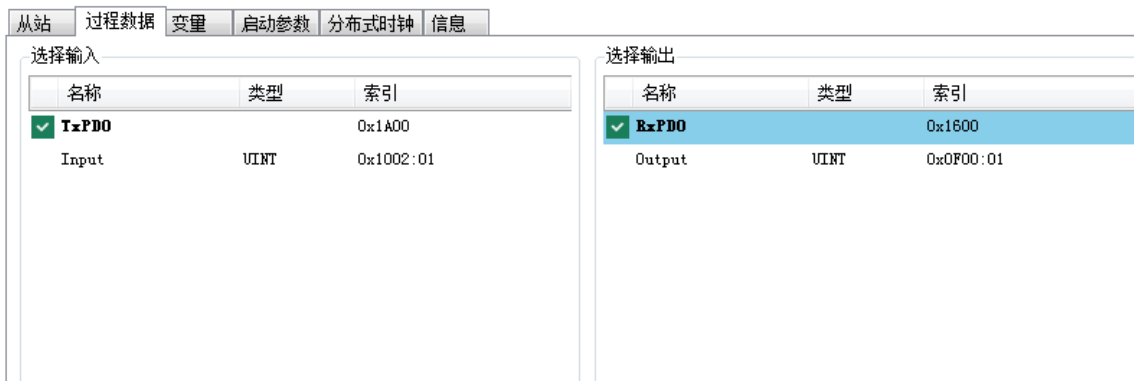 从站 过程数据 变量 启动参数 分布式时钟 信息
选择输入
名称 类型 索引
TxPDO 0x1A00
Input UINT 0x1002:01
选择输出
名称 类型 索引
RxPDO 0x1600
Output UINT 0x0F00:01